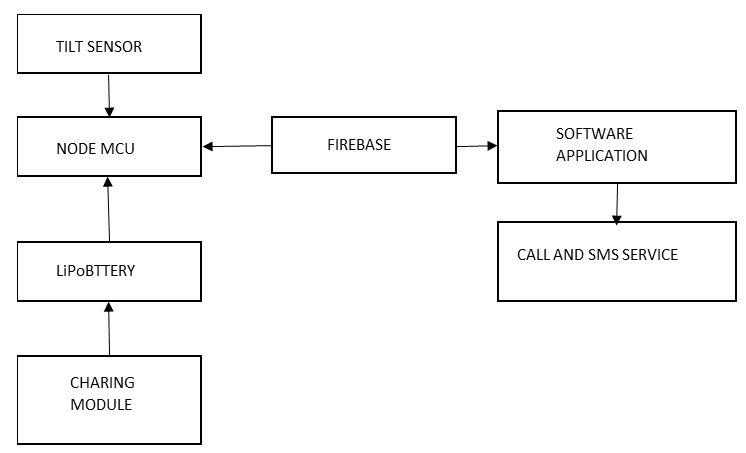 TILT SENSOR
NODE MCU
FIREBASE
SOFTWARE
APPLICATION
LiPoBTTERY
CALL AND SMS SERVICE
CHARING
MODULE